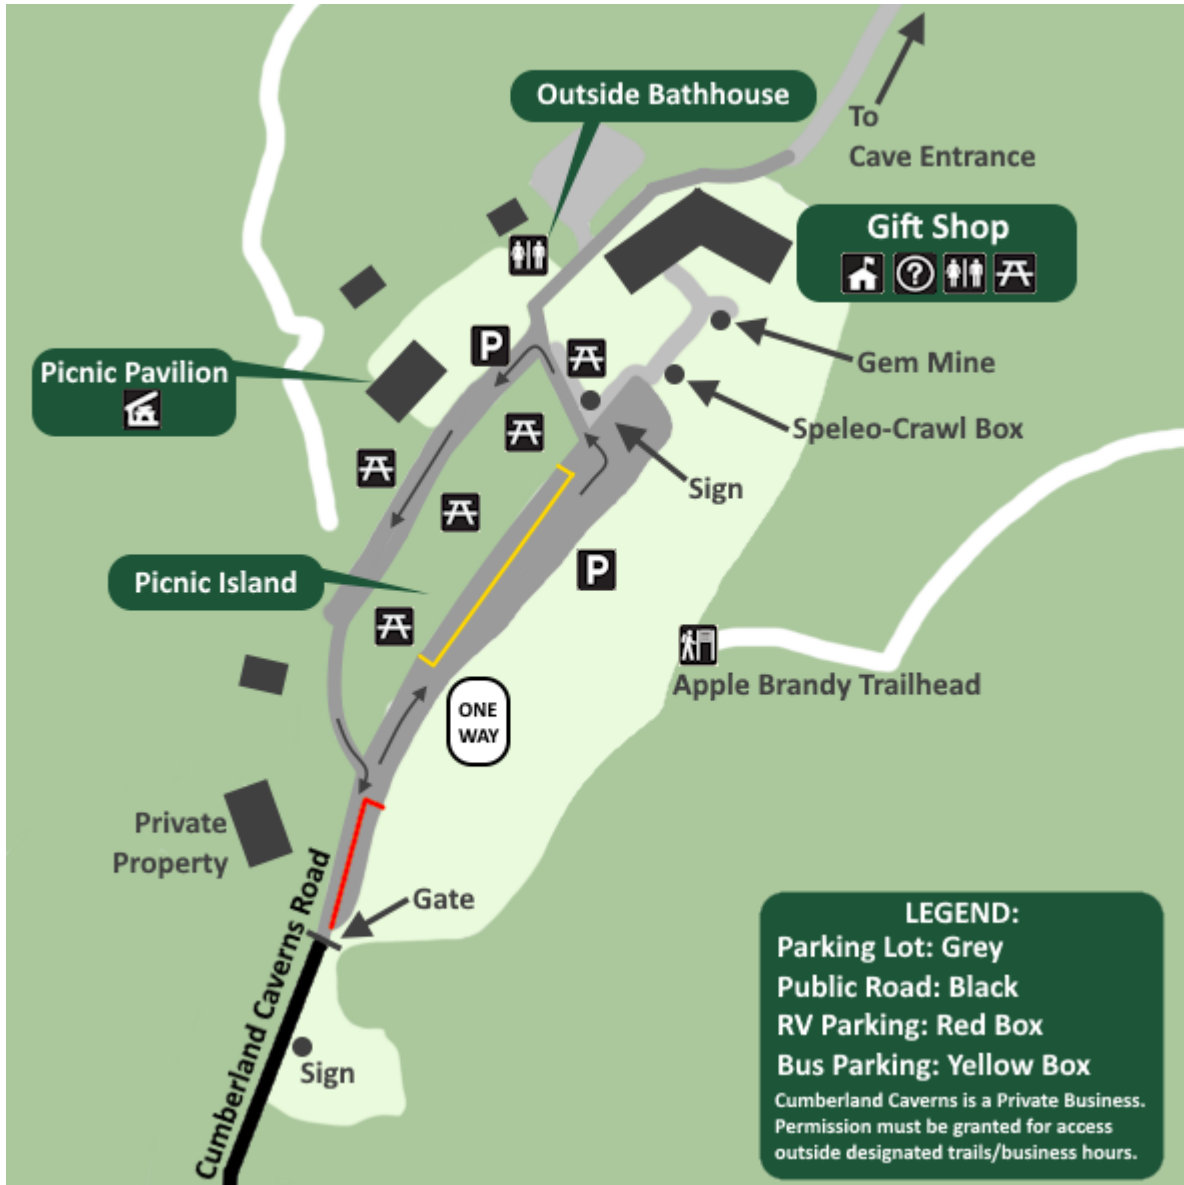 Outside Bathhouse
To
Cave Entrance
Gift Shop
?
Gem Mine
Picnic Pavilion
P
Speleo-Crawl Box
Sign
Picnic Island
P
Apple Brandy Trailhead
ONE
WAY
Private
Property
Gate
Cumberland Caverns Road
Sign
LEGEND:
Parking Lot: Grey
Public Road: Black
RV Parking: Red Box
Bus Parking: Yellow Box
Cumberland Caverns is a Private Business.
Permission must be granted for access
outside designated trails/business hours.